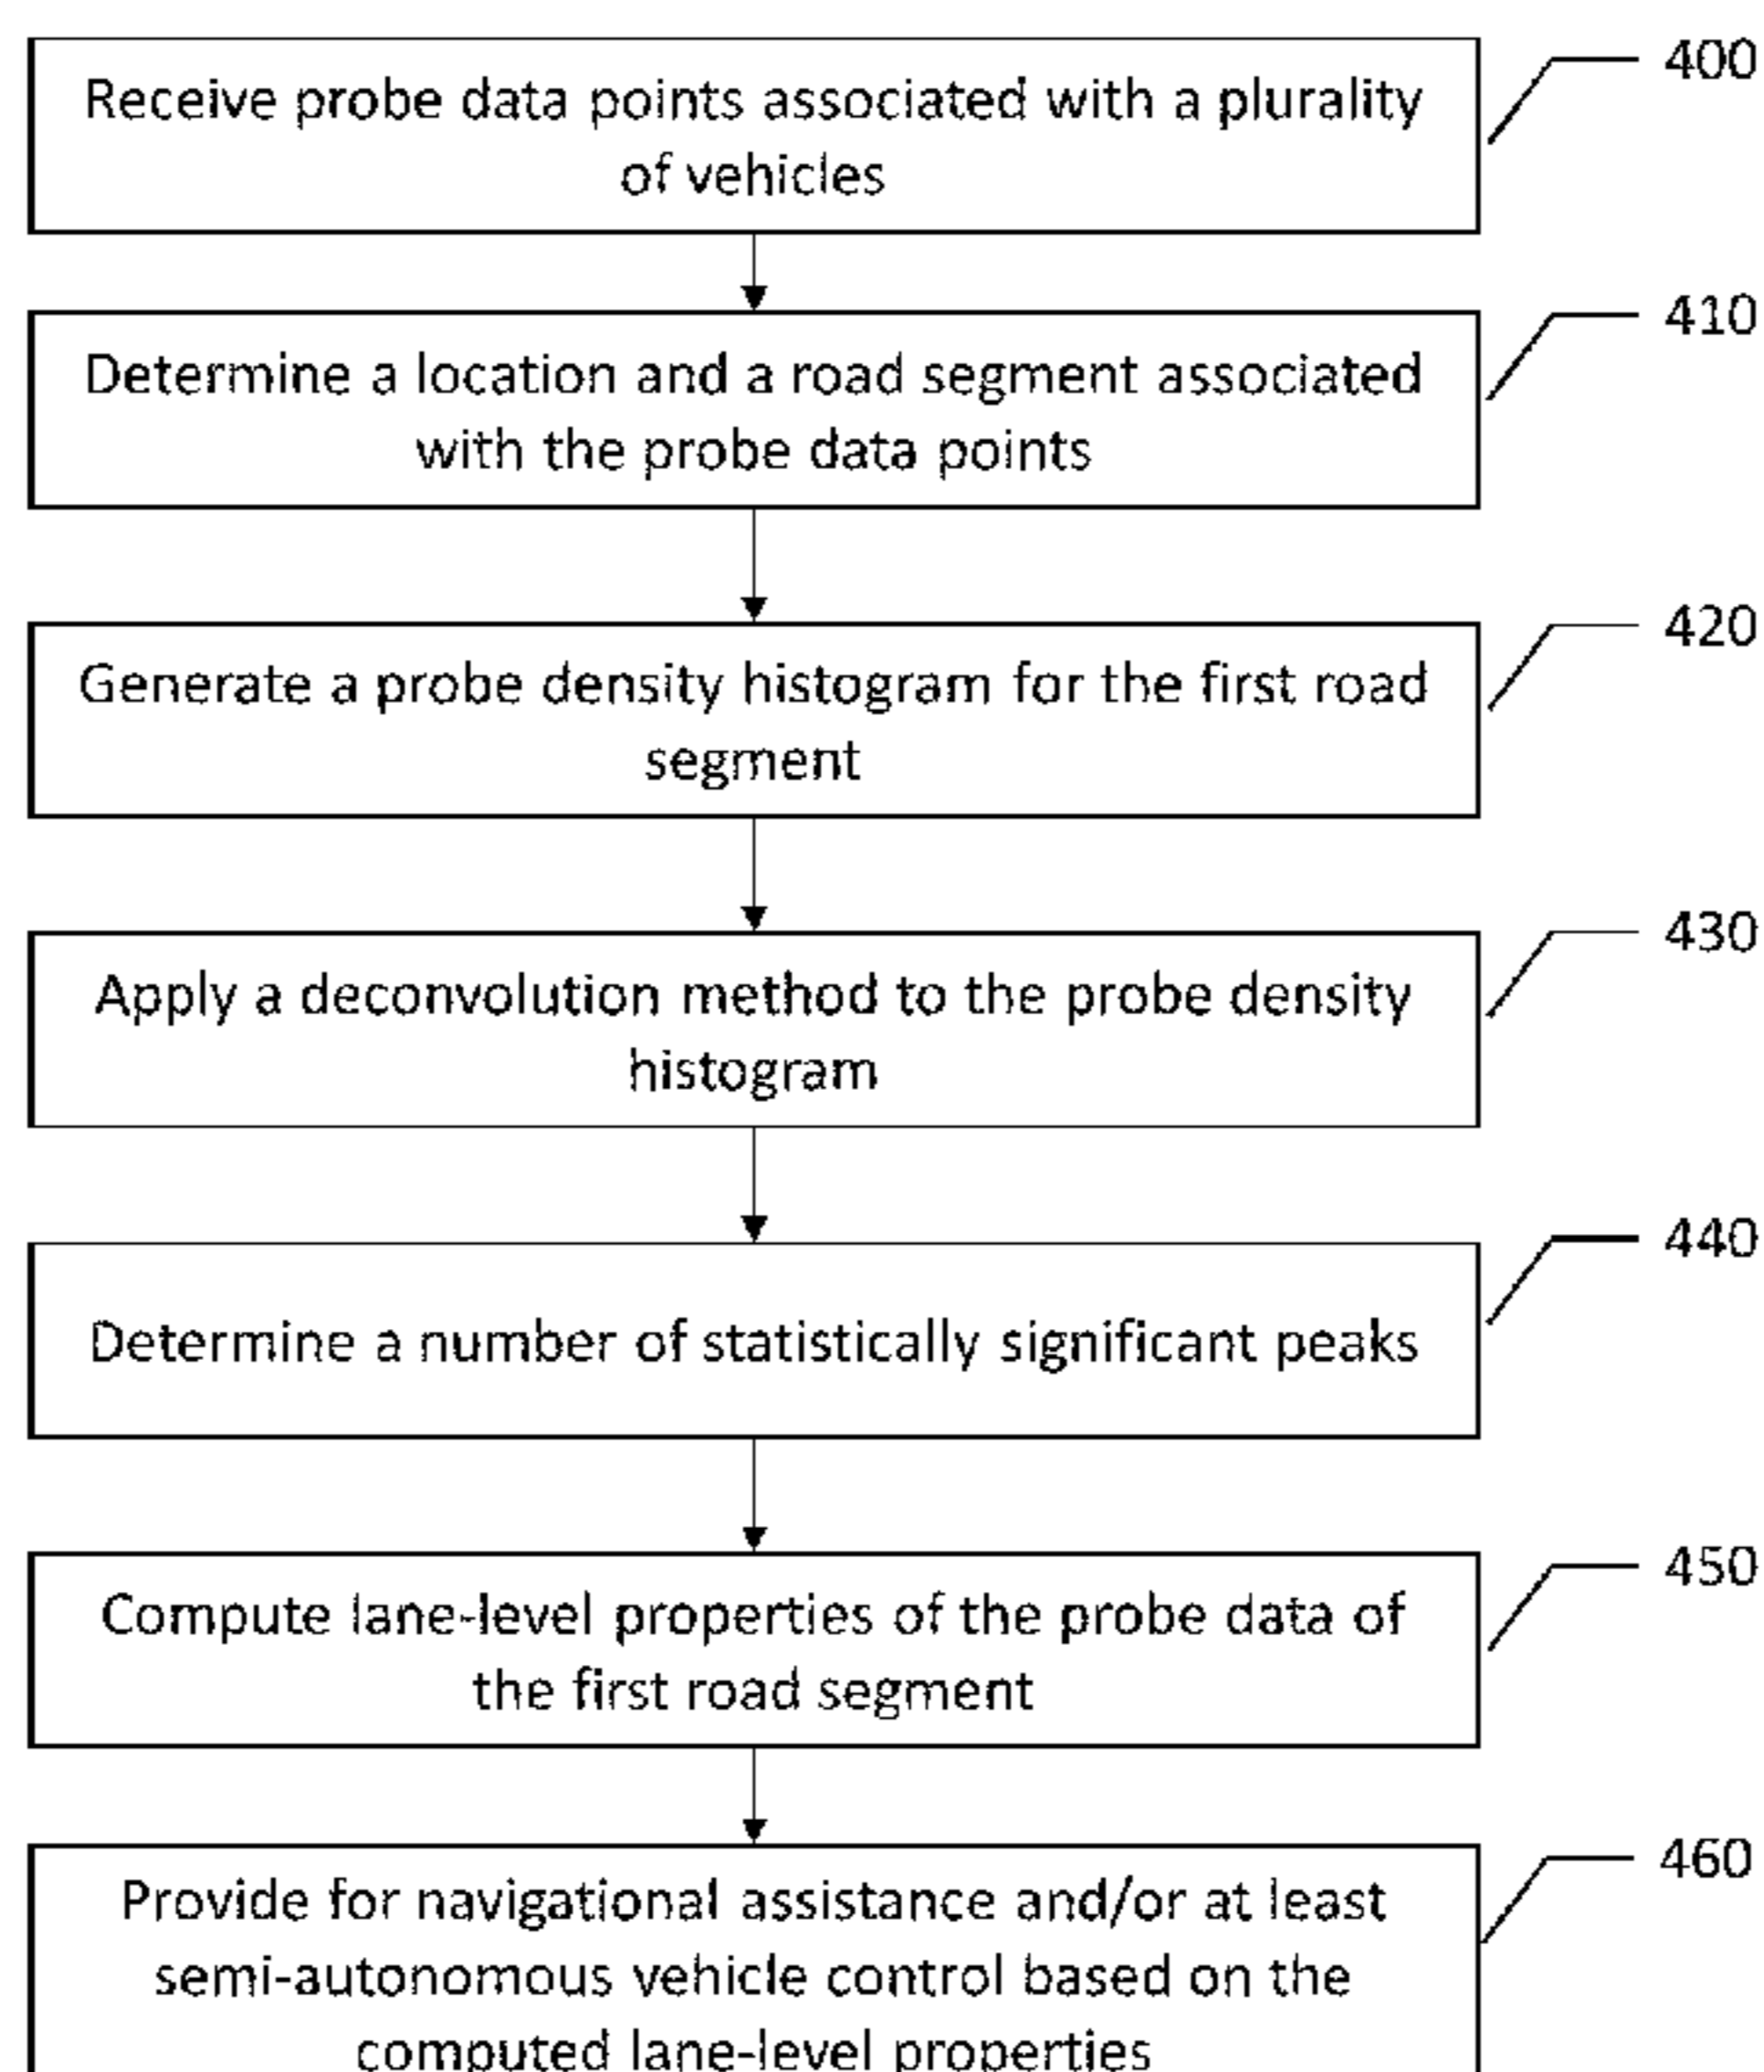 Receive probe data points associated with a plurality
of vehicles
400
Determine a location and a road segment associated
with the probe data points
410
Generate a probe density histogram for the first road
segment
420
Apply a deconvolution method to the probe density
histogram
430
Determine a number of statistically significant peaks
440
Compute lane-level properties of the probe data of
the first road segment
450
Provide for navigational assistance and/or at least
semi-autonomous vehicle control based on the
computed lane-level properties
460